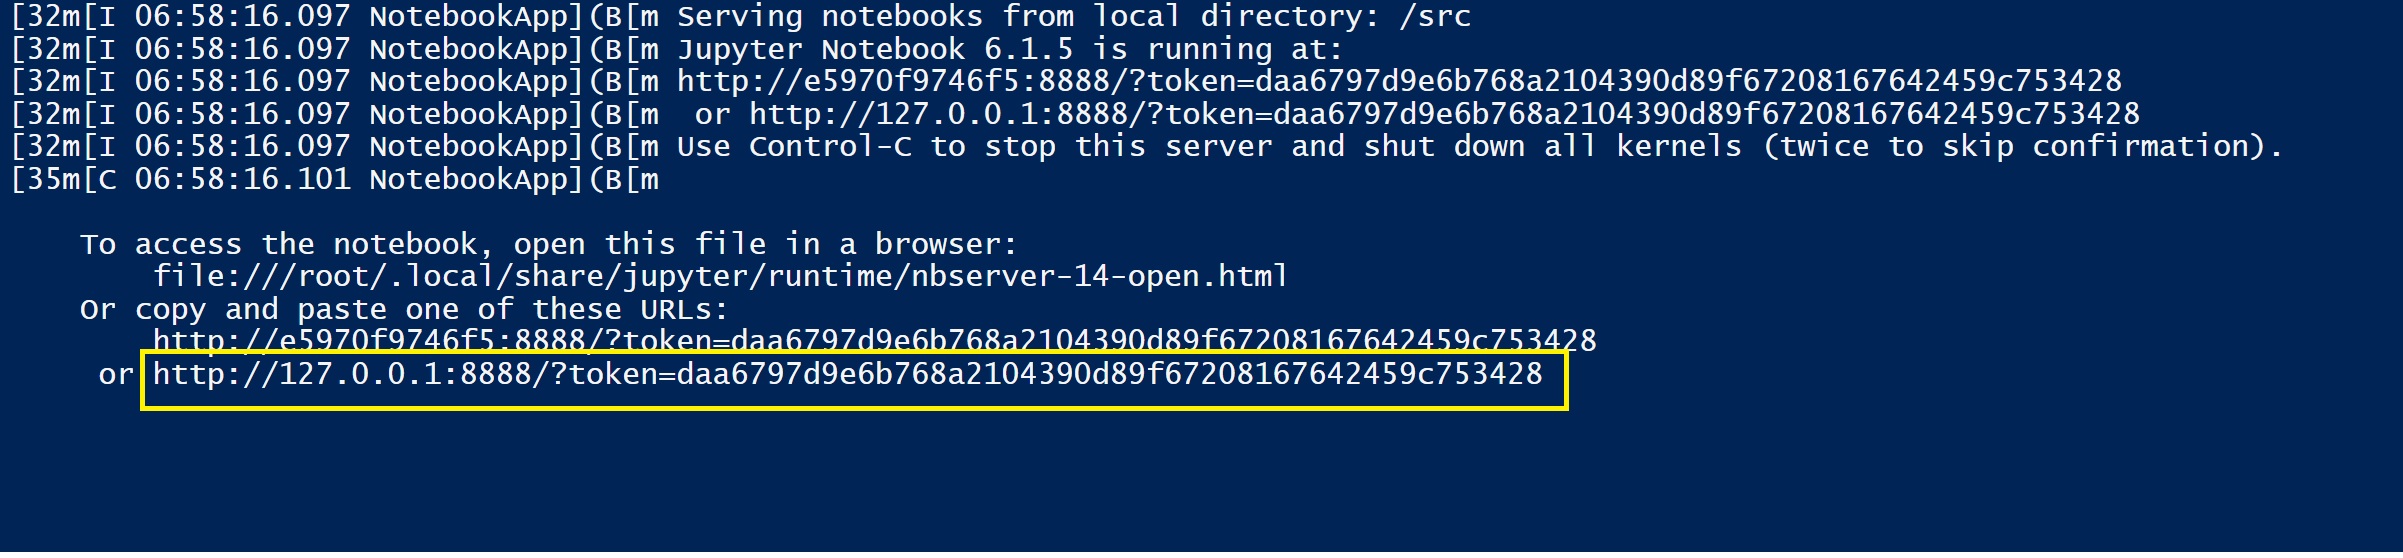 [32m[I 06:58:16.097 NotebookApp](B[m Serving notebooks from local directory: /src
[32m[I 06:58:16.097 NotebookApp](B[m Jupyter Notebook 6.1.5 is running at:
[32m[I 06:58:16.097 NotebookApp](B[m http://e5970f9746f5:8888/?token=daa6797d9e6b768a2104390d89f67208167642459c753428
[32m[I 06:58:16.097 NotebookApp](B[m  or http://127.0.0.1:8888/?token=daa6797d9e6b768a2104390d89f67208167642459c753428
[32m[I 06:58:16.097 NotebookApp](B[m Use Control-C to stop this server and shut down all kernels (twice to skip confirmation).
[35m[C 06:58:16.101 NotebookApp](B[m
To access the notebook, open this file in a browser:
file:///root/.local/share/jupyter/runtime/nbserver-14-open.html
Or copy and paste one of these URLs:
http://e5970f9746f5:8888/?token=daa6797d9e6b768a2104390d89f67208167642459c753428
or http://127.0.0.1:8888/?token=daa6797d9e6b768a2104390d89f67208167642459c753428